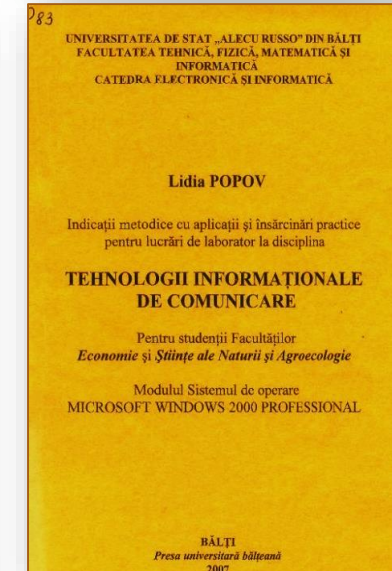 983
UNIVERSITATEA DE STAT „ALECU RUSSO” DIN BĂLȚI
FACULTATEA TEHNICĂ, FIZICĂ, MATEMATICĂ ȘI
INFORMATICĂ
CATEDRA ELECTRONICĂ ȘI INFORMATICĂ
Lidia POPOV
Indicații metodice cu aplicații și însărcinări practice
pentru lucrări de laborator la disciplina
TEHNOLOGII INFORMAȚIONALE
DE COMUNICARE
Pentru studenții Facultăților
Economie și Științe ale Naturii și Agroecologie
Modulul Sistemul de operare
MICROSOFT WINDOWS 2000 PROFESSIONAL
BĂLȚI
Presa universitară bălțeană
2007